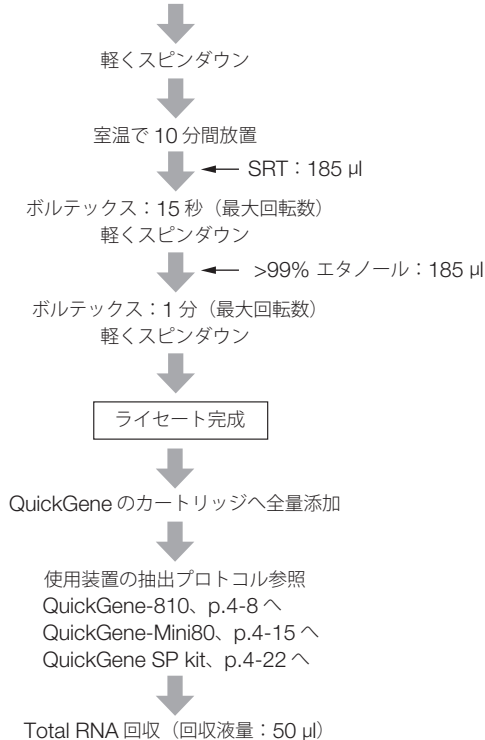 軽くスピンダウン
室温で 10 分間放置
SRT：185 µl
ボルテックス：15 秒（最大回転数）
軽くスピンダウン
>99% エタノール：185 µl
ボルテックス：1 分（最大回転数）
軽くスピンダウン
ライセート完成
QuickGene のカートリッジへ全量添加
使用装置の抽出プロトコル参照
QuickGene-810、p.4-8 へ
QuickGene-Mini80、p.4-15 へ
QuickGene SP kit、p.4-22 へ
Total RNA 回収（回収液量：50 µl）